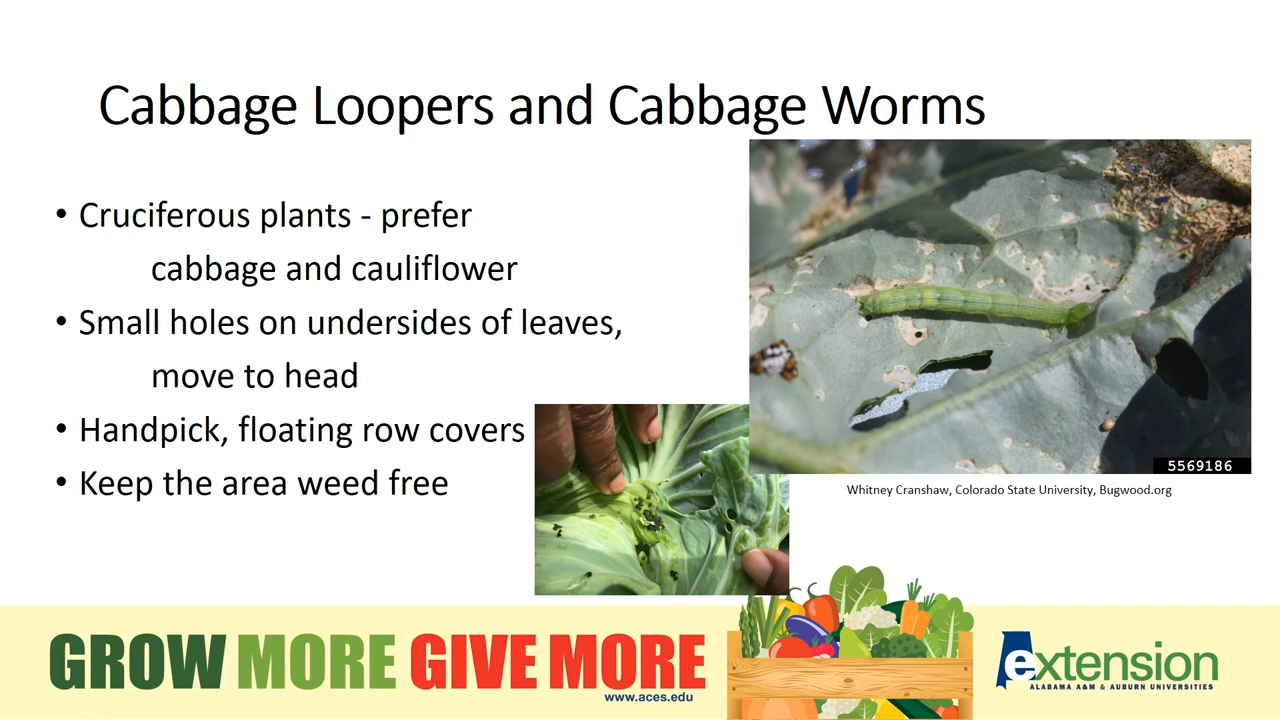 Cabbage Loopers and Cabbage Worms
• Cruciferous plants - prefer
cabbage and cauliflower
• Small holes on undersides of leaves,
move to head
• Handpick, floating row covers
• Keep the area weed free
5569186
Whitney Cranshaw, Colorado State University, Bugwood.org
GROW MORE GIVE MORE
www.aces.edu
extension
ALABAMA A&M & AUBURN UNIVERSITIES